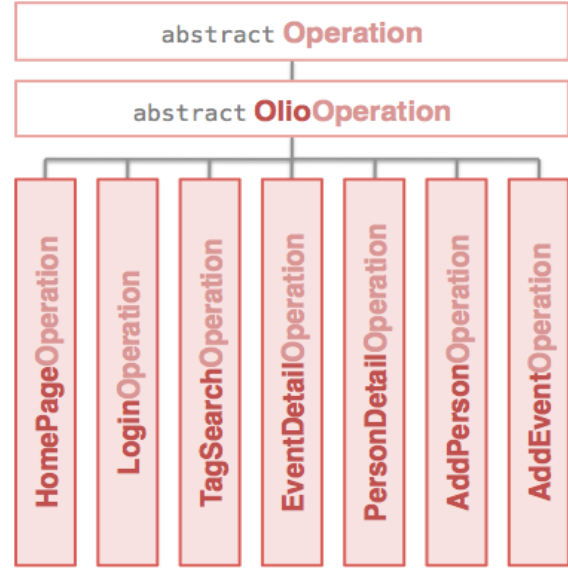 abstract Operation
abstract OlioOperation
HomePageOperation
LoginOperation
TagSearchOperation
EventDetailOperation
PersonDetailOperation
AddPersonOperation
AddEventOperation